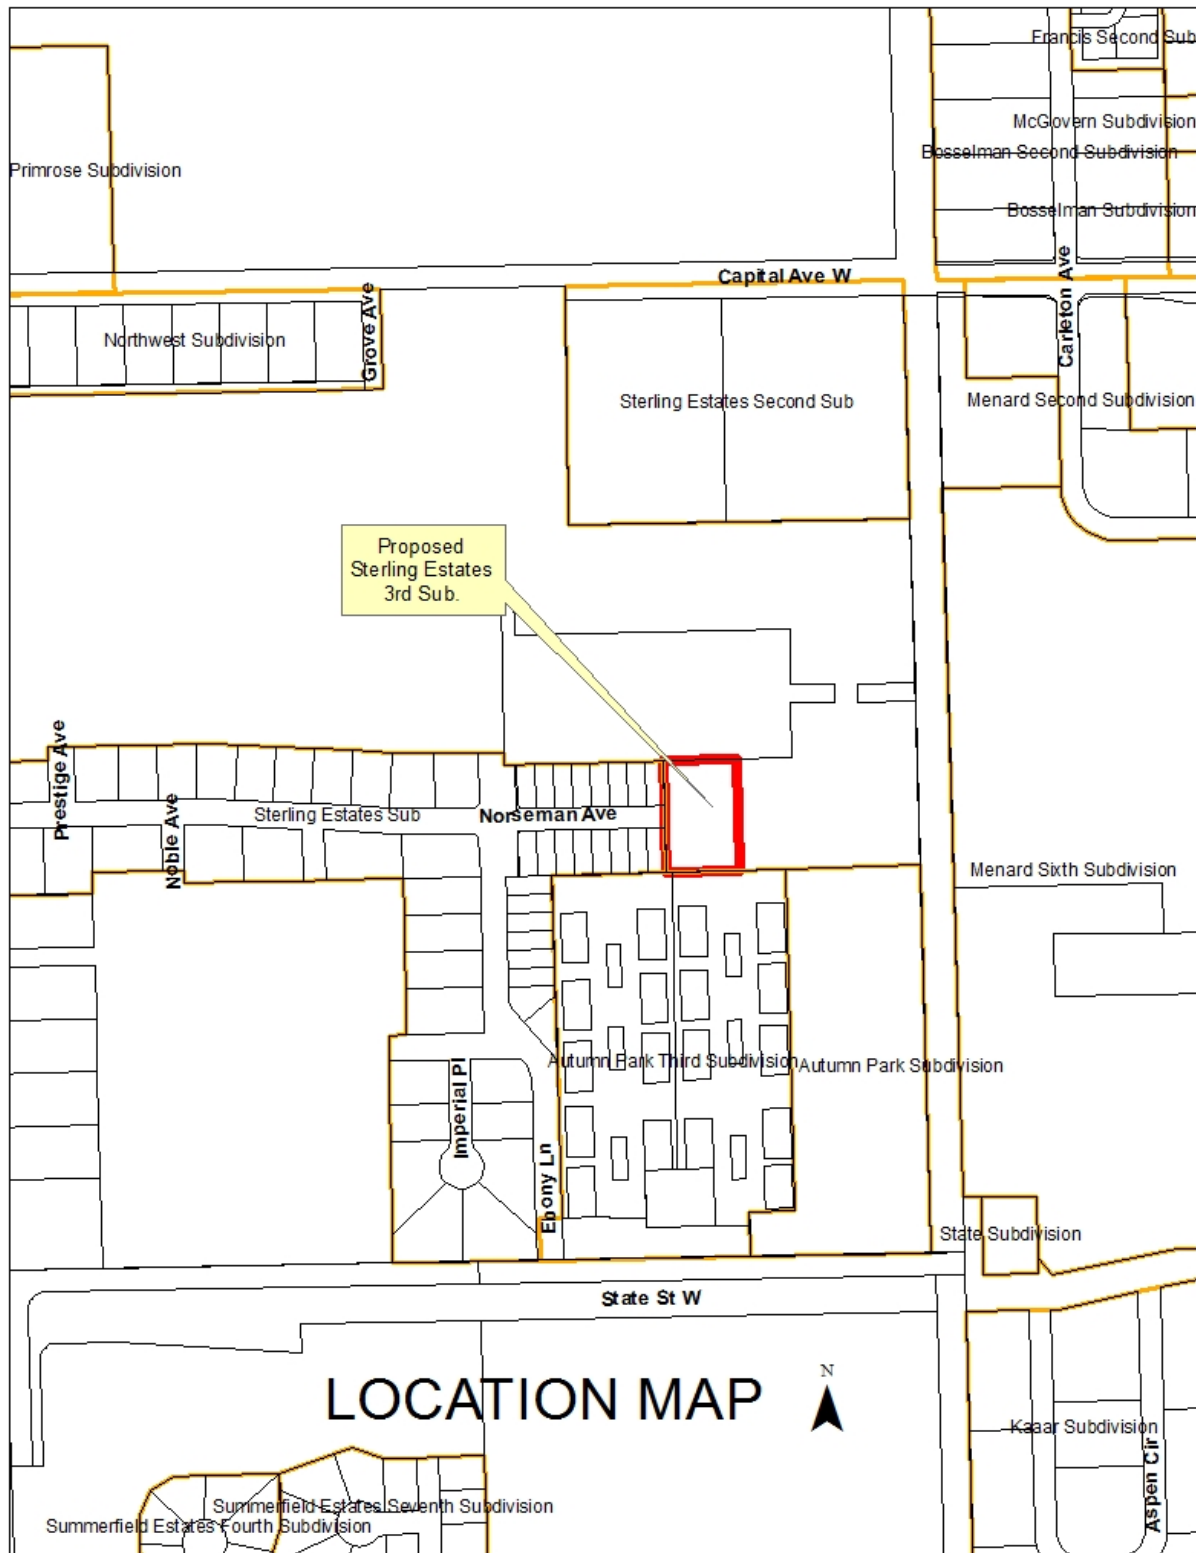 Francis Second Sub
McGovern Subdivision
Bosselman Second Subdivision
Primrose Subdivision
Bosselman Subdivision
Capital Ave W
Carleton Ave
Grove Ave
Northwest Subdivision
Sterling Estates Second Sub
Menard Second Subdivision
Proposed
Sterling Estates
3rd Sub.
Prestige Ave
Noble Ave
Sterling Estates Sub
Norseman Ave
Menard Sixth Subdivision
Autumn Park Third Subdivision
Autumn Park Subdivision
Imperial Pl
Ebony Ln
State Subdivision
State St W
LOCATION MAP
N
Kaaar Subdivision
Aspen Cir
Summerfield Estates Seventh Subdivision
Summerfield Estates Fourth Subdivision